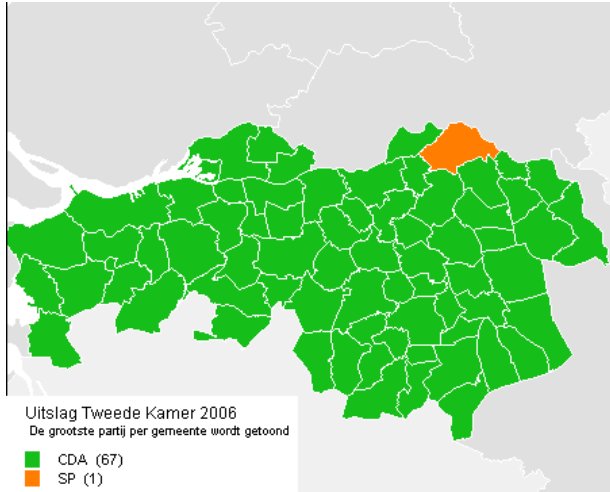 Uitslag Tweede Kamer 2006
De grootste partij per gemeente wordt getoond
CDA (67)
SP (1)